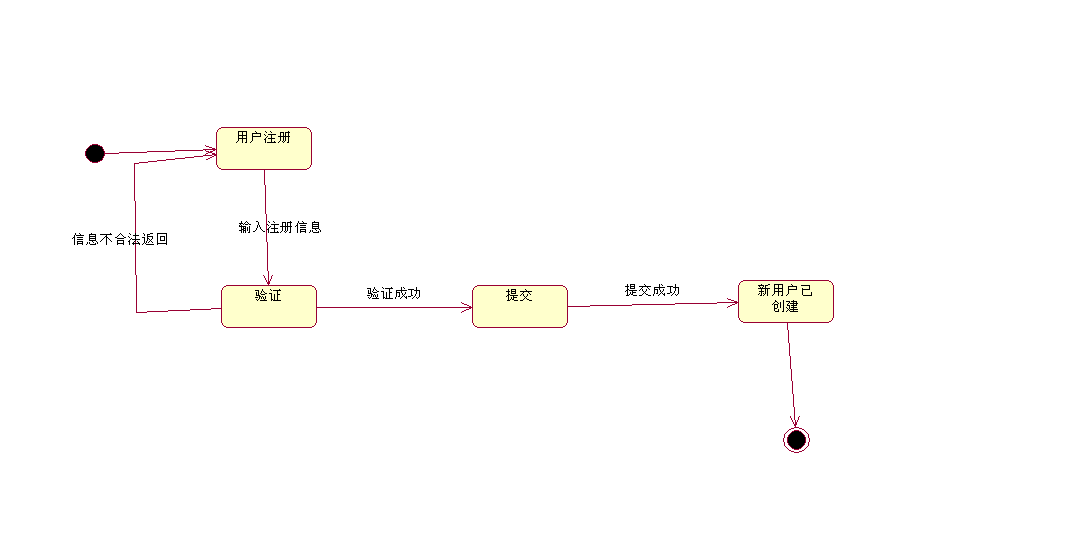 用户注册
输入注册信息
信息不合法返回
验证
验证成功
提交
提交成功
新用户已
创建